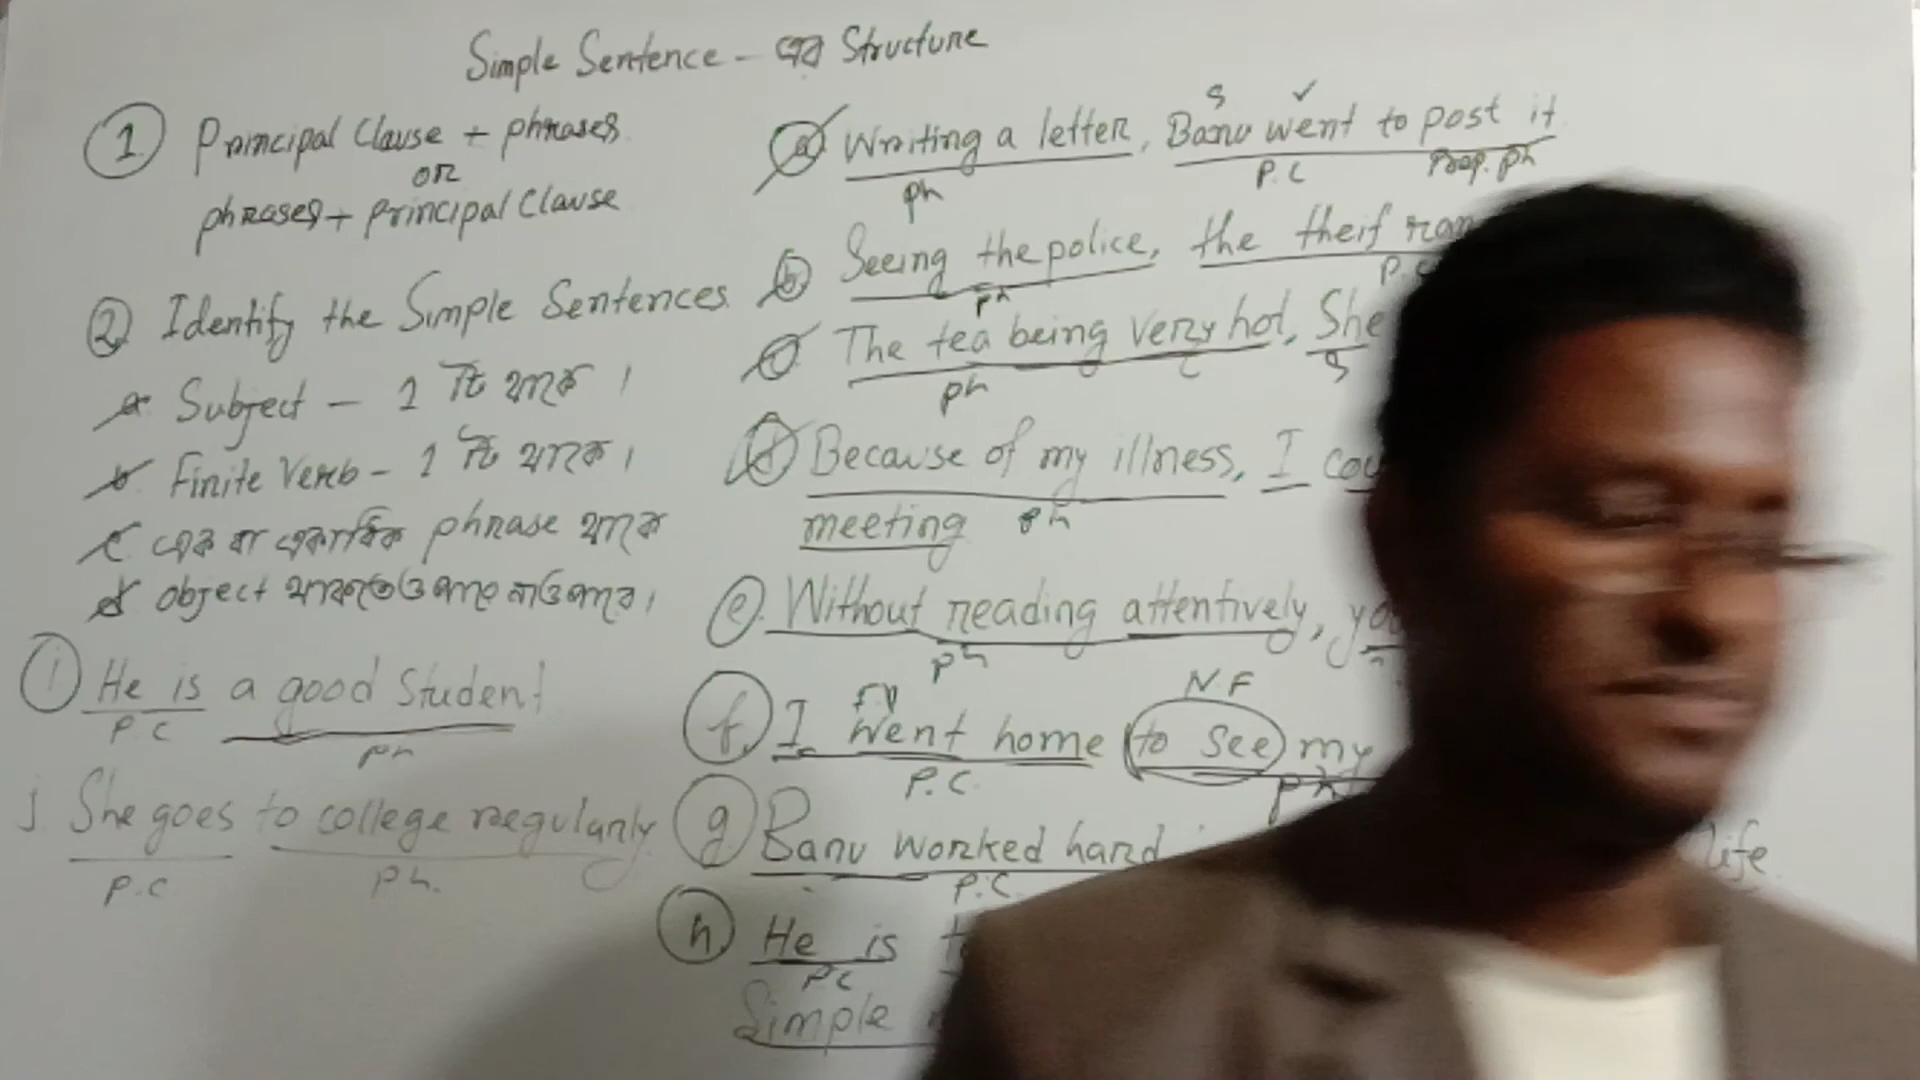 Simple Sentence - এর Structure
① Principal Clause + phrases
OR
phrases + principal Clause
② Identify the Simple Sentences.
a. Subject - 1 টি থাকে ।
b. Finite Verb - 1 টি থাকে ।
c. এক বা একাধিক phrase থাকে
d. object থাকতেও পারে নাও পারে ।
i He is a good Student
P.C ph
j. She goes to college regularly
P.C ph.
S ✓
a Writing a letter, Banu went to post it
ph P.C Prep. ph
b Seeing the police, the theif ran
ph P.C
c The tea being very hot, She
ph S
d Because of my illness, I
meeting ph
e. Without reading attentively,
ph
FV N.F
f. I went home to see my
P.C. ph
g Banu worked hard life.
P.C
h He is
PC
Simple